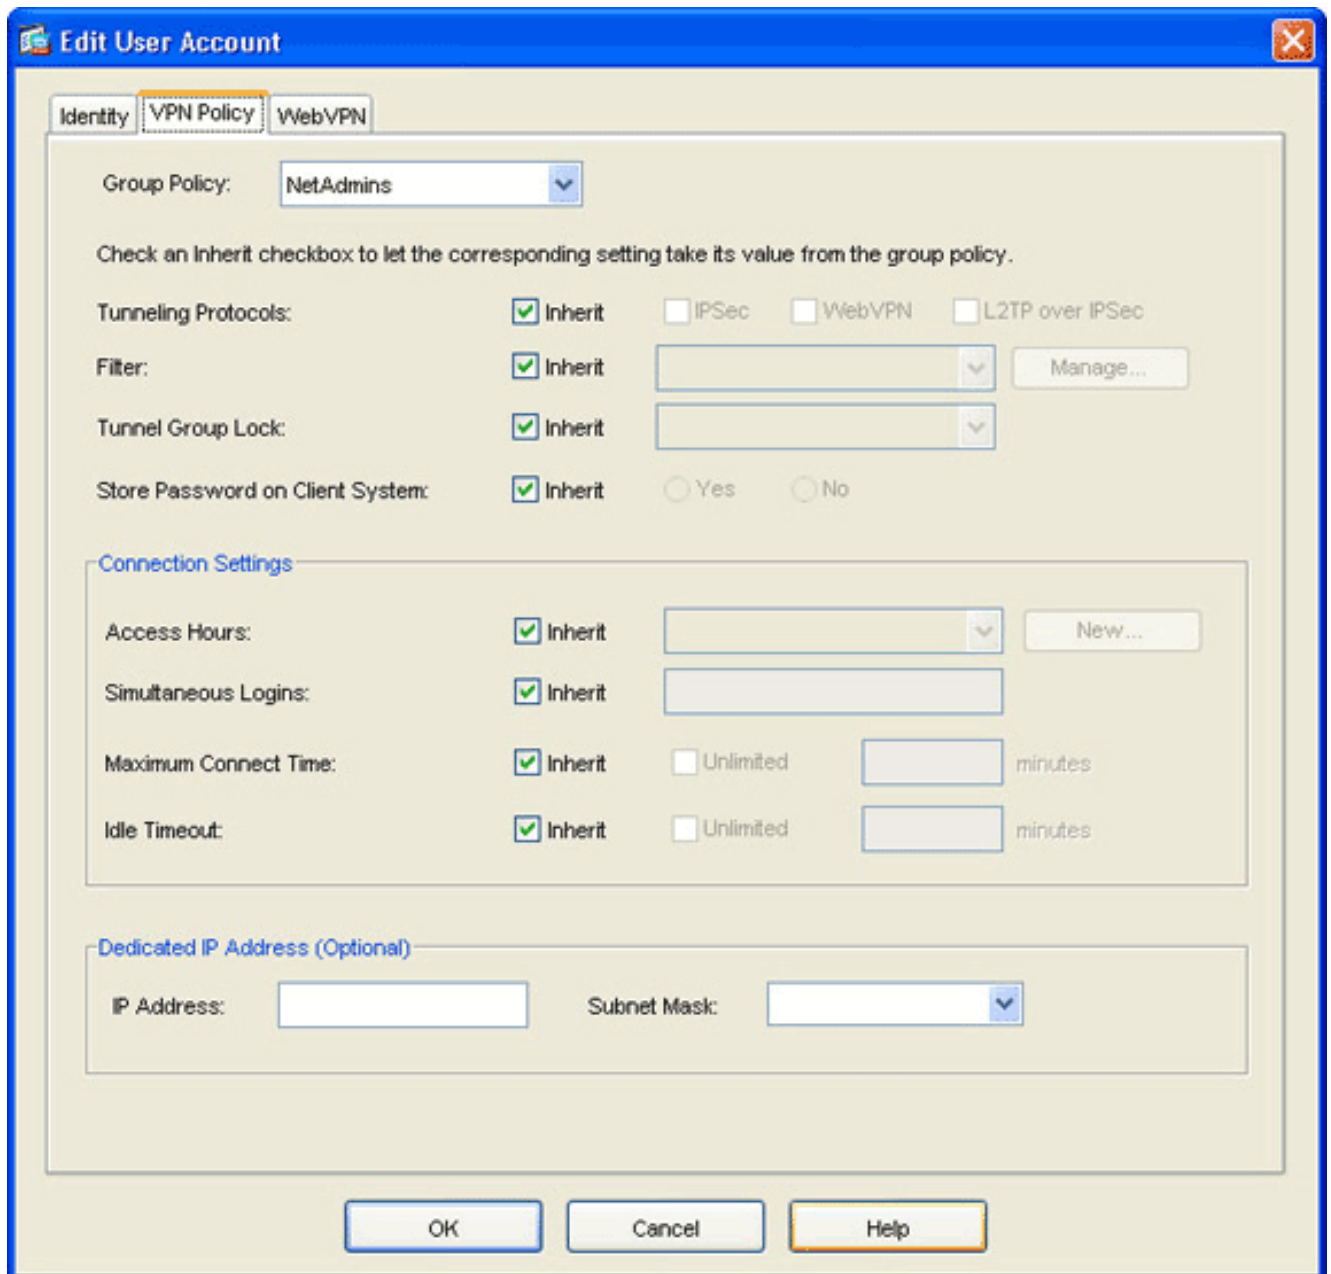 Edit User Account
Identity VPN Policy WebVPN
Group Policy: NetAdmins
Check an Inherit checkbox to let the corresponding setting take its value from the group policy.
Tunneling Protocols: Inherit IPSec WebVPN L2TP over IPSec
Filter: Inherit Manage...
Tunnel Group Lock: Inherit
Store Password on Client System: Inherit Yes No
Connection Settings
Access Hours: Inherit New...
Simultaneous Logins: Inherit
Maximum Connect Time: Inherit Unlimited minutes
Idle Timeout: Inherit Unlimited minutes
Dedicated IP Address (Optional)
IP Address: Subnet Mask:
OK Cancel Help